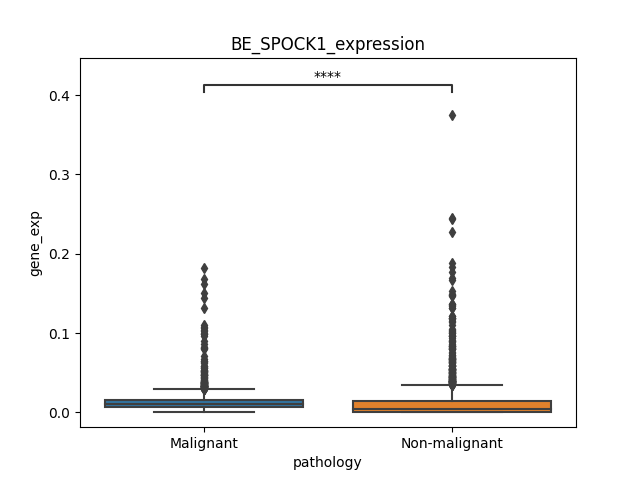 BE_SPOCK1_expression
****
0.4
0.3
0.2
0.1
0.0
gene_exp
Malignant
Non-malignant
pathology